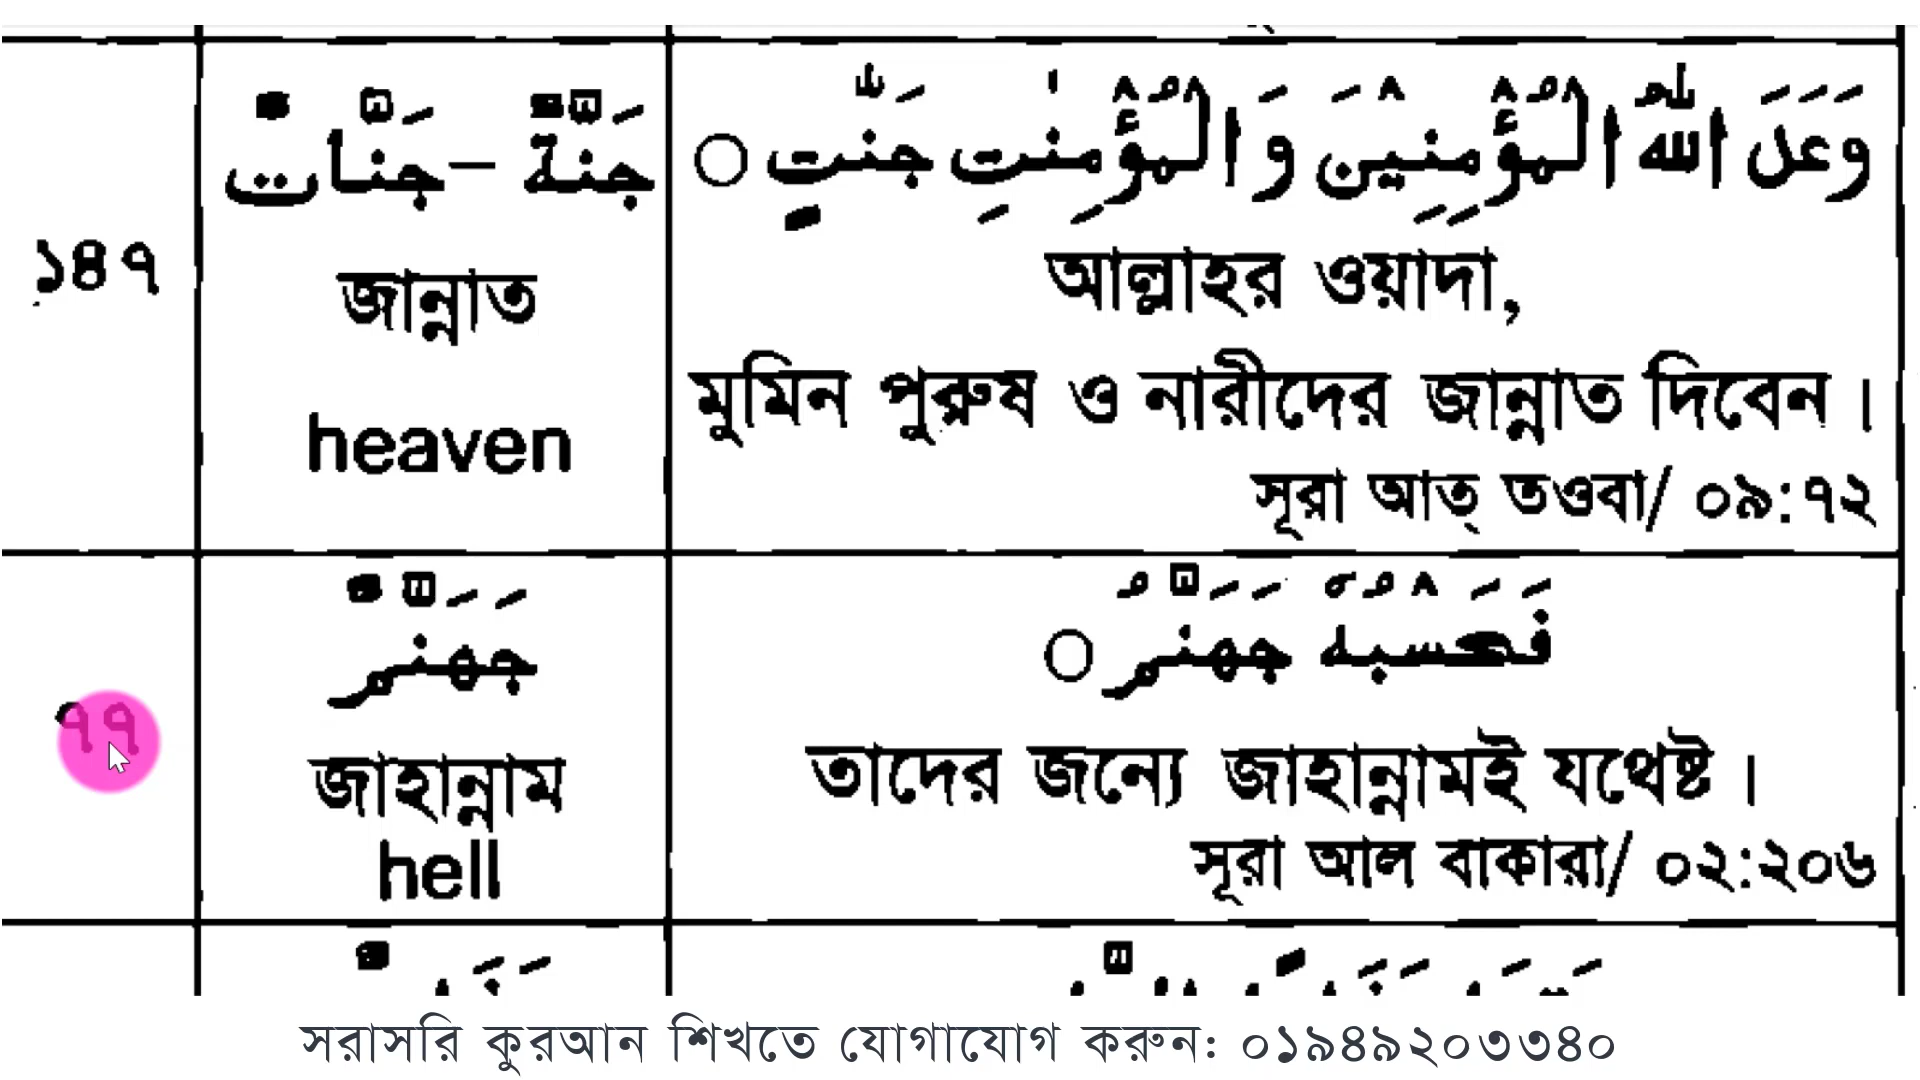 ১৪৭
جَنَّةٌ – جَنَّاتٌ
জান্নাত
heaven
وَعَدَ اللّٰهُ الْمُؤْمِنِيْنَ وَ الْمُؤْمِنٰتِ جَنّٰتٍ ○
আল্লাহর ওয়াদা,
মুমিন পুরুষ ও নারীদের জান্নাত দিবেন।
সূরা আত্ তওবা/ ০৯:৭২
৭৭
جَهَنَّمٌ
জাহান্নাম
hell
فَحَسْبُهٗ جَهَنَّمُ ○
তাদের জন্যে জাহান্নামই যথেষ্ট।
সূরা আল বাকারা/ ০২:২০৬
সরাসরি কুরআন শিখতে যোগাযোগ করুন: ০১৯৪৯২০৩৩৪০